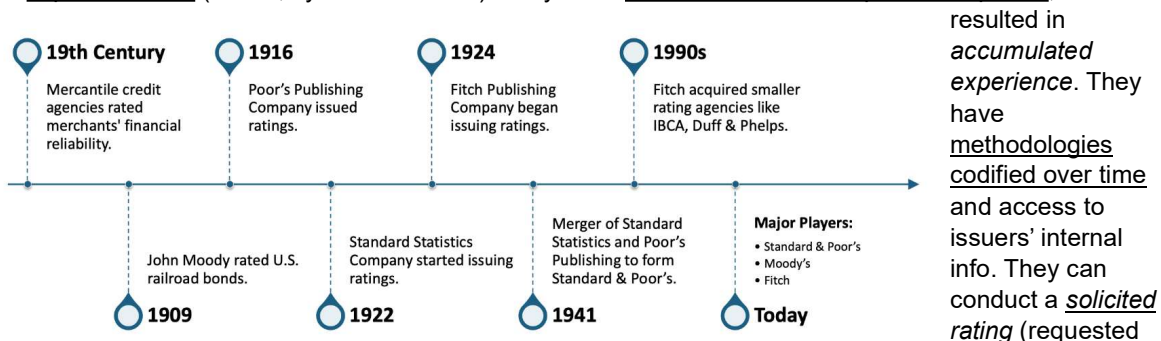 19th Century
Mercantile credit
agencies rated
merchants' financial
reliability.
1916
Poor's Publishing
Company issued
ratings.
1924
Fitch Publishing
Company began
issuing ratings.
1990s
Fitch acquired smaller
rating agencies like
IBCA, Duff & Phelps.
John Moody rated U.S.
railroad bonds.
1909
Standard Statistics
Company started issuing
ratings.
1922
Merger of Standard
Statistics and Poor's
Publishing to form
Standard & Poor's.
1941
Major Players:
• Standard & Poor's
• Moody's
• Fitch
Today
resulted in
accumulated
experience. They
have
methodologies
codified over time
and access to
issuers' internal
info. They can
conduct a solicited
rating (requested